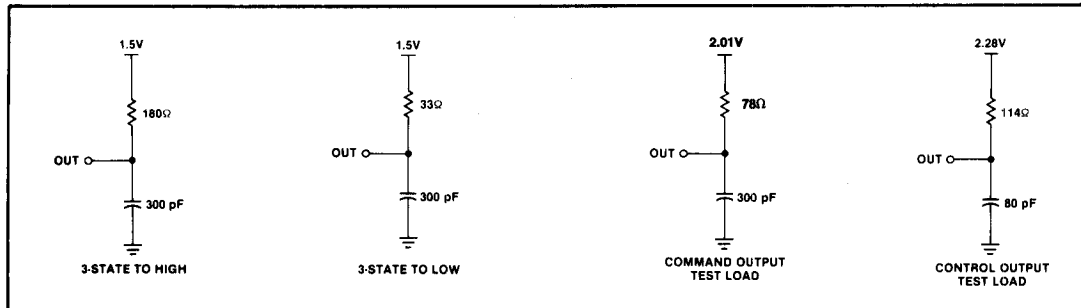 1.5V
180Ω
OUT
300 pF
3-STATE TO HIGH
1.5V
33Ω
OUT
300 pF
3-STATE TO LOW
2.01V
78Ω
OUT
300 pF
COMMAND OUTPUT
TEST LOAD
2.28V
114Ω
OUT
80 pF
CONTROL OUTPUT
TEST LOAD